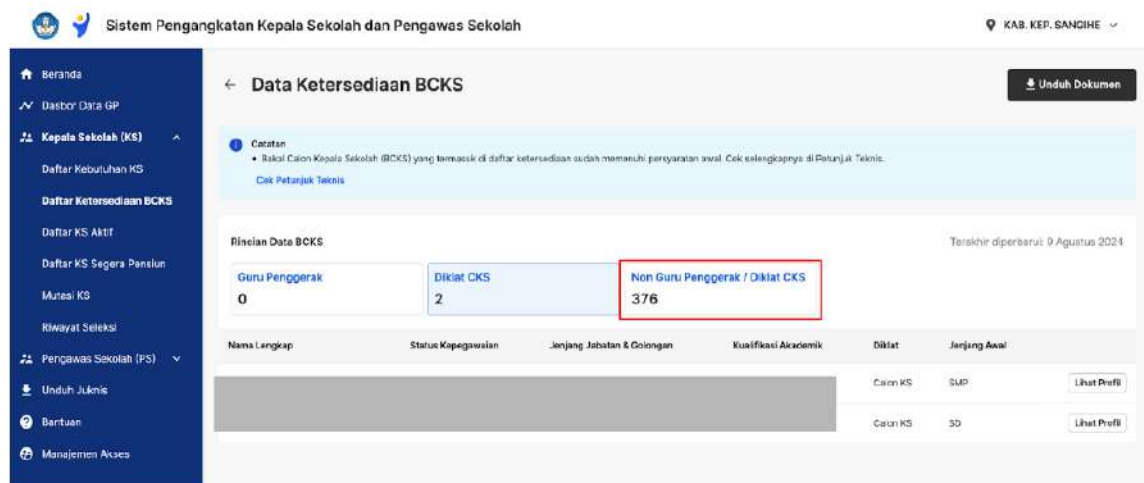 Sistem Pengangkatan Kepala Sekolah dan Pengawas Sekolah
KAB. KEP. SANGIHE
Beranda
Dasbor Data GP
Kepala Sekolah (KS)
Daftar Kebutuhan KS
Daftar Ketersediaan BCKS
Daftar KS Aktif
Daftar KS Segera Pensiun
Mutasi KS
Riwayat Seleksi
Pengawas Sekolah (PS)
Unduh Juknis
Bantuan
Manajemen Akses
← Data Ketersediaan BCKS
Unduh Dokumen
Catatan
• Bakal Calon Kepala Sekolah (BCKS) yang termasuk di daftar ketersediaan sudah memenuhi persyaratan awal. Cek selengkapnya di Petunjuk Teknis.
Cek Petunjuk Teknis
Rincian Data BCKS
Terakhir diperbarui: 9 Agustus 2024
Guru Penggerak
0
Diklat CKS
2
Non Guru Penggerak / Diklat CKS
376
Nama Lengkap Status Kepegawaian Jenjang Jabatan & Golongan Kualifikasi Akademik Diklat Jenjang Awal
Calon KS SMP Lihat Profil
Calon KS SD Lihat Profil